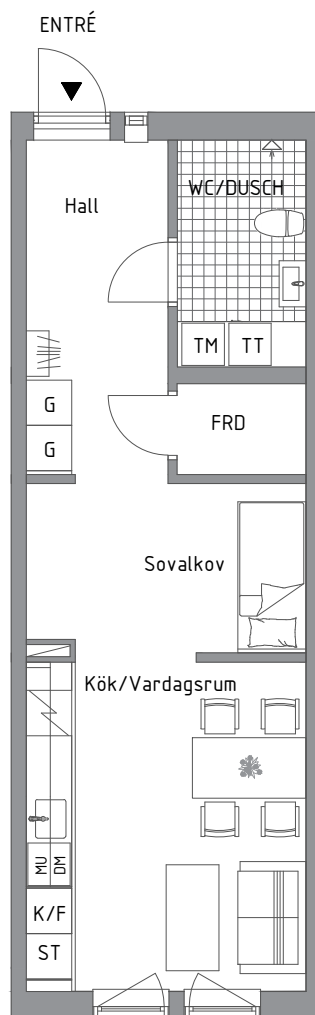 ENTRÉ
WC/DUSCH
Hall
TM TT
G
FRD
G
Sovalkov
Kök/Vardagsrum
MU DM
K/F
ST